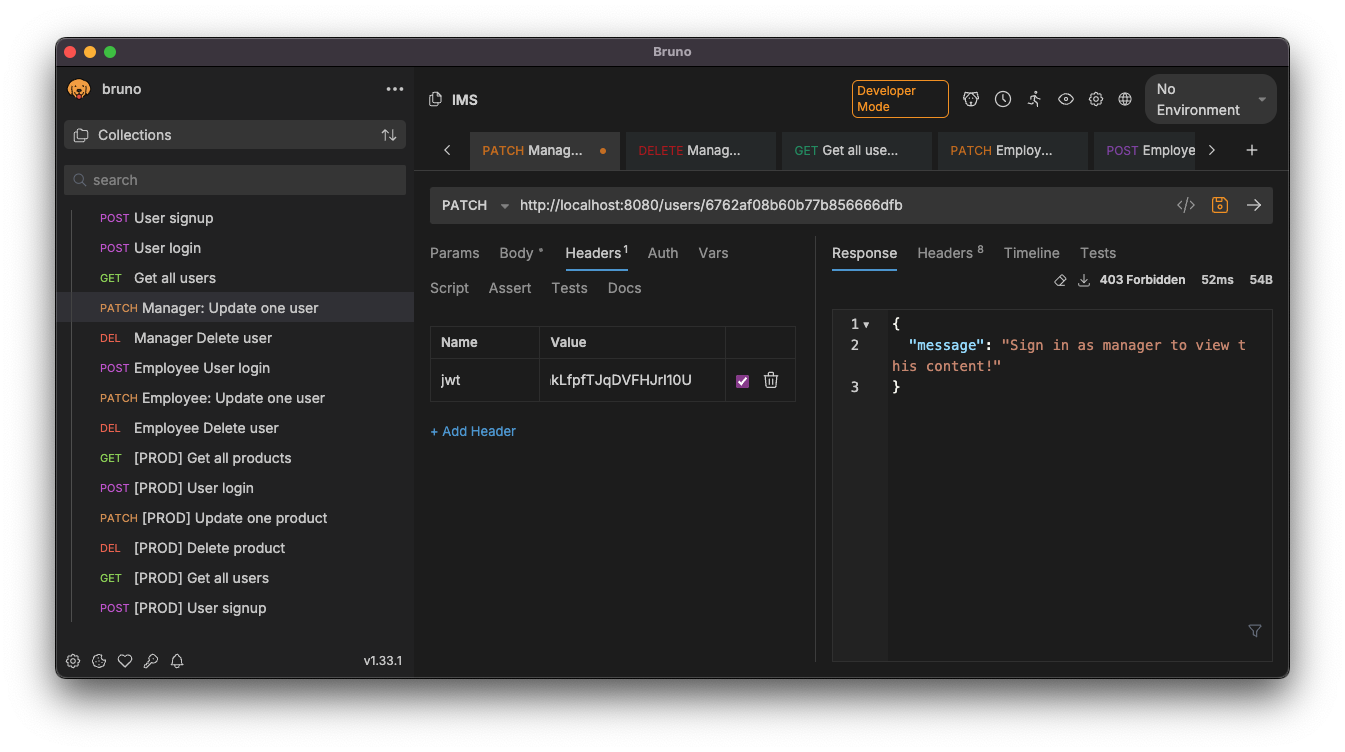 Bruno
bruno
Collections
search
POST User signup
POST User login
GET Get all users
PATCH Manager: Update one user
DEL Manager Delete user
POST Employee User login
PATCH Employee: Update one user
DEL Employee Delete user
GET [PROD] Get all products
POST [PROD] User login
PATCH [PROD] Update one product
DEL [PROD] Delete product
GET [PROD] Get all users
POST [PROD] User signup
v1.33.1
IMS
Developer
Mode
No
Environment
PATCH Manag...
DELETE Manag...
GET Get all use...
PATCH Employ...
POST Employe
PATCH
http://localhost:8080/users/6762af08b60b77b856666dfb
Params Body Headers 1 Auth Vars
Script Assert Tests Docs
Name Value
jwt kLfpfTJqDVFHJrI10U
+ Add Header
Response Headers 8 Timeline Tests
403 Forbidden 52ms 54B
1 {
2 "message": "Sign in as manager to view t
his content!"
3 }